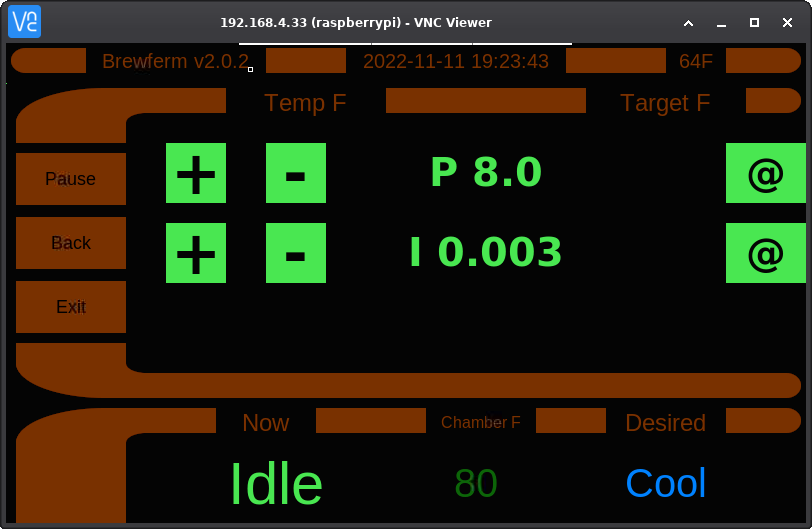 192.168.4.33 (raspberrypi) - VNC Viewer
Brewferm v2.0.2 2022-11-11 19:23:43 64F
Temp F Target F
Pause + - P 8.0 @
Back + - I 0.003 @
Exit
Now Chamber F Desired
Idle 80 Cool